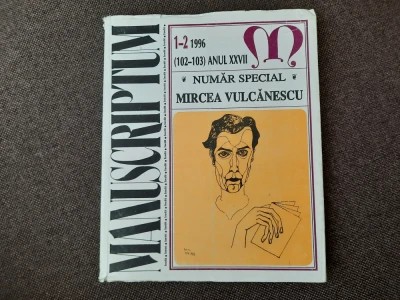 MANUSCRIPTUM
1-2 1996
(102-103) ANUL XXVII
M
NUMĂR SPECIAL
MIRCEA VULCĂNESCU